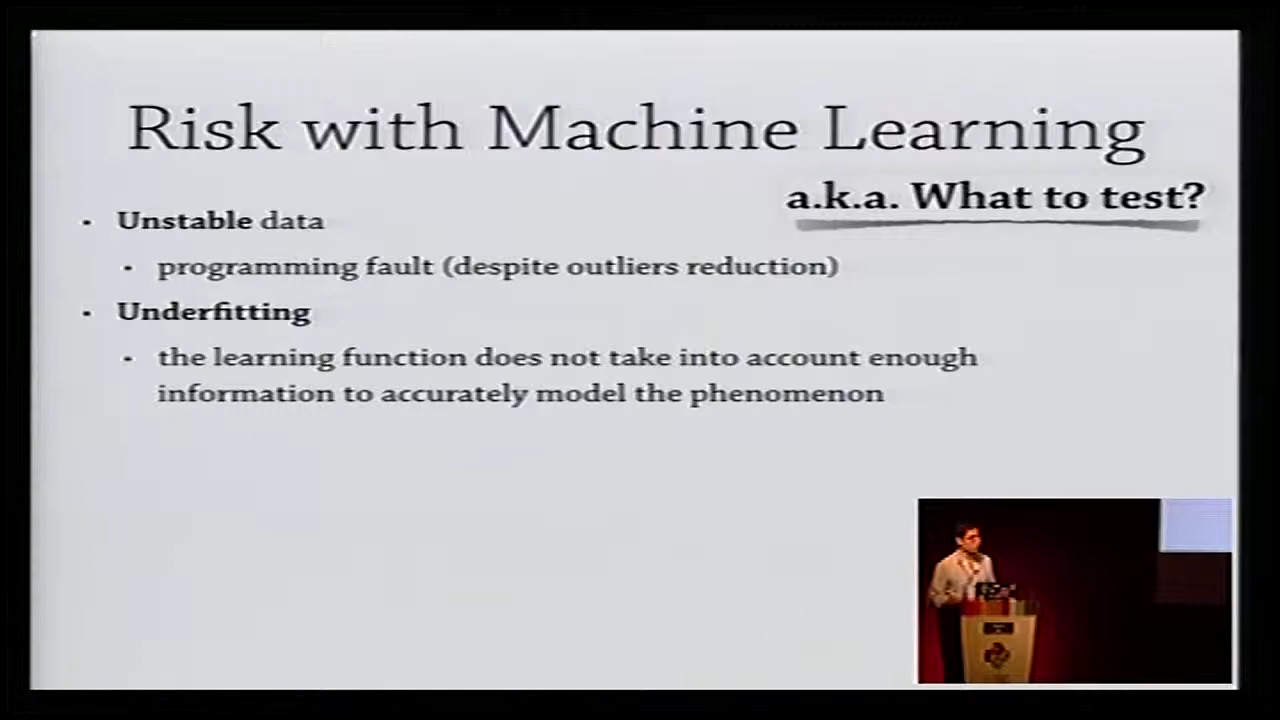 Risk with Machine Learning
a.k.a. What to test?
• Unstable data
• programming fault (despite outliers reduction)
• Underfitting
• the learning function does not take into account enough
information to accurately model the phenomenon